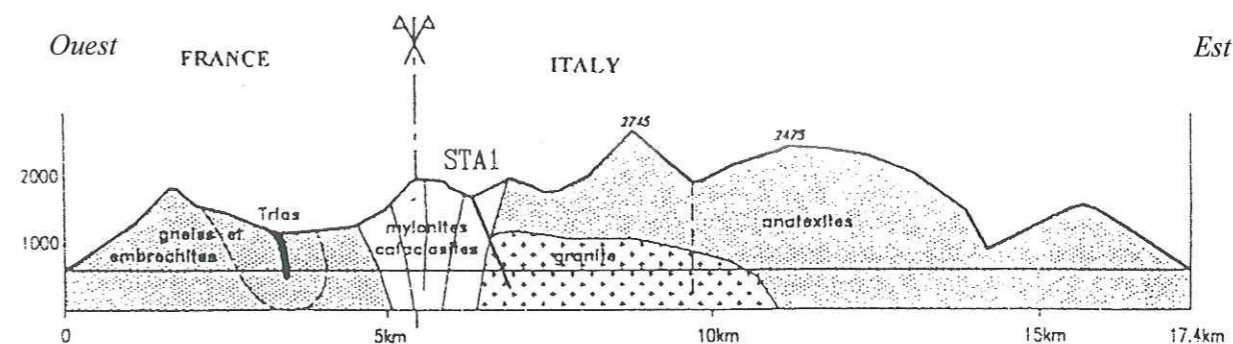 Ouest
Est
FRANCE
ITALY
2745
2475
STA1
2000
1000
Trias
gneiss et
embrechites
mylonites
cataclasites
granite
anatexites
0
5km
10km
15km
17.4km